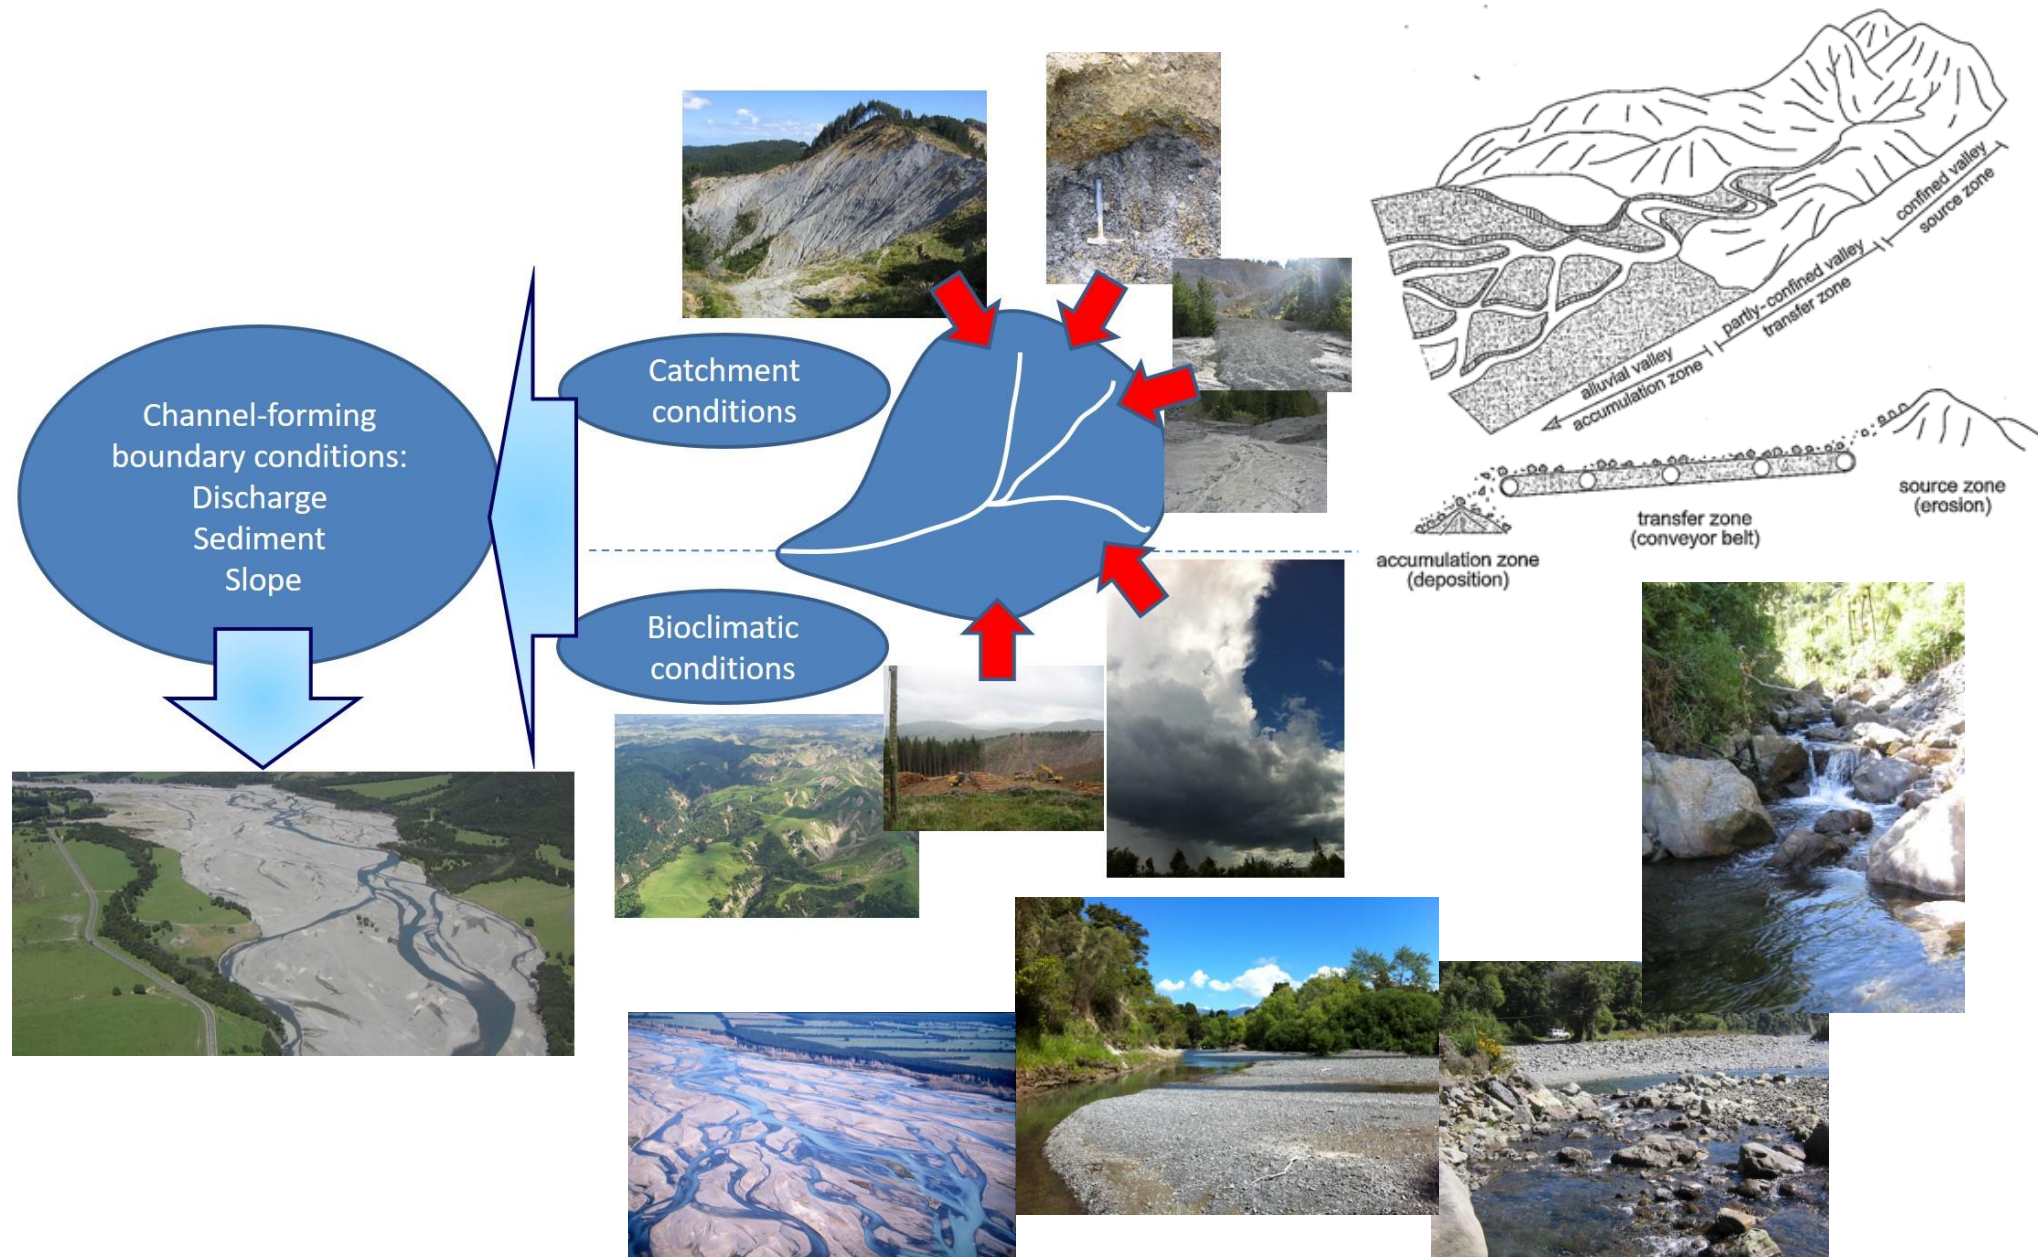 Channel-forming
boundary conditions:
Discharge
Sediment
Slope
Catchment
conditions
Bioclimatic
conditions
confined valley
source zone
partly-confined valley
transfer zone
alluvial valley
accumulation zone
source zone
(erosion)
transfer zone
(conveyor belt)
accumulation zone
(deposition)